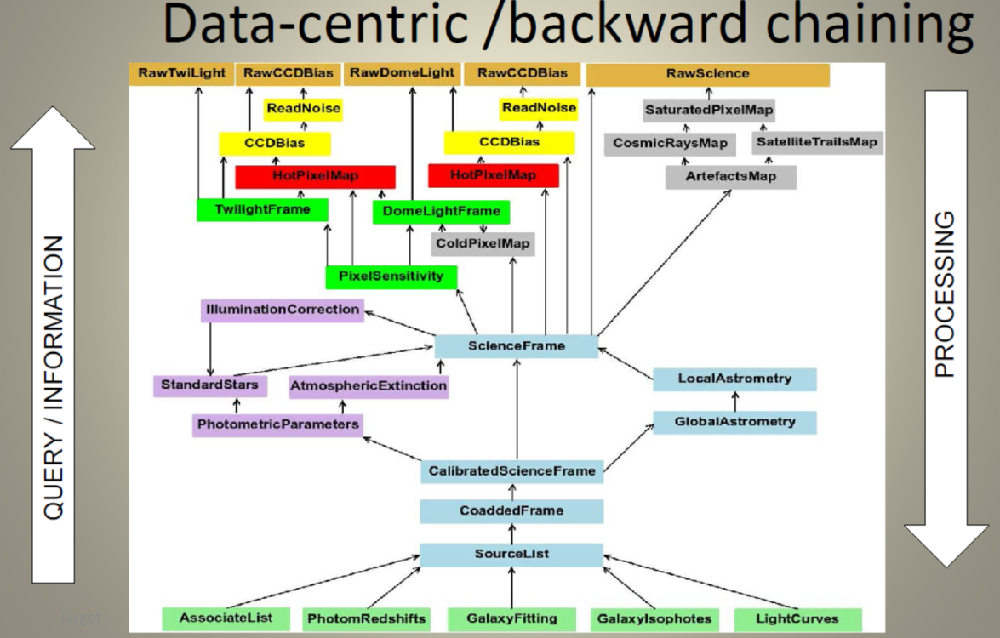 Data-centric /backward chaining
RawTwiLight
RawCCDBias
RawDomeLight
RawCCDBias
RawScience
ReadNoise
ReadNoise
SaturatedPixelMap
CCDBias
CCDBias
CosmicRaysMap
SatelliteTrailsMap
HotPixelMap
HotPixelMap
ArtefactsMap
TwilightFrame
DomeLightFrame
ColdPixelMap
PixelSensitivity
IlluminationCorrection
ScienceFrame
StandardStars
AtmosphericExtinction
LocalAstrometry
PhotometricParameters
GlobalAstrometry
CalibratedScienceFrame
CoaddedFrame
SourceList
AssociateList
PhotomRedshifts
GalaxyFitting
GalaxyIsophotes
LightCurves
QUERY / INFORMATION
PROCESSING
Target